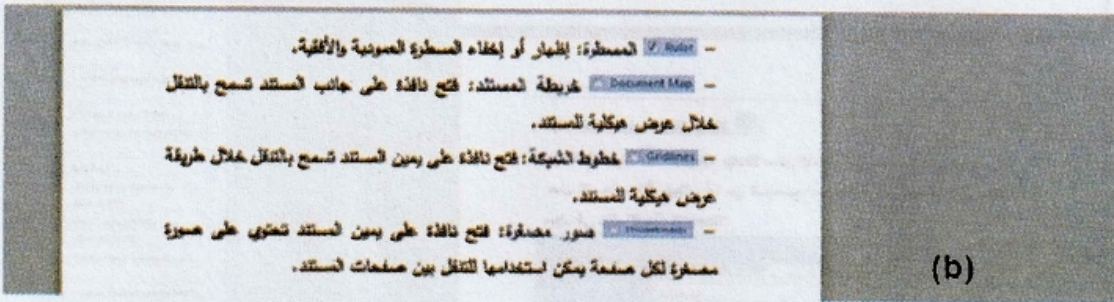 – Ruler المسطرة: إظهار أو إخفاء المسطرة العمودية والأفقية.
– Document Map خريطة المستند: فتح نافذة على جانب المستند تسمح بالتنقل
خلال عرض هيكلية للمستند.
– Gridlines خطوط الشبكة: فتح نافذة على يمين المستند تسمح بالتنقل خلال طريقة
عرض هيكلية للمستند.
– Thumbnails صور مصغرة: فتح نافذة على يمين المستند تحتوي على صورة
مصغرة لكل صفحة يمكن استخدامها للتنقل بين صفحات المستند.
(b)